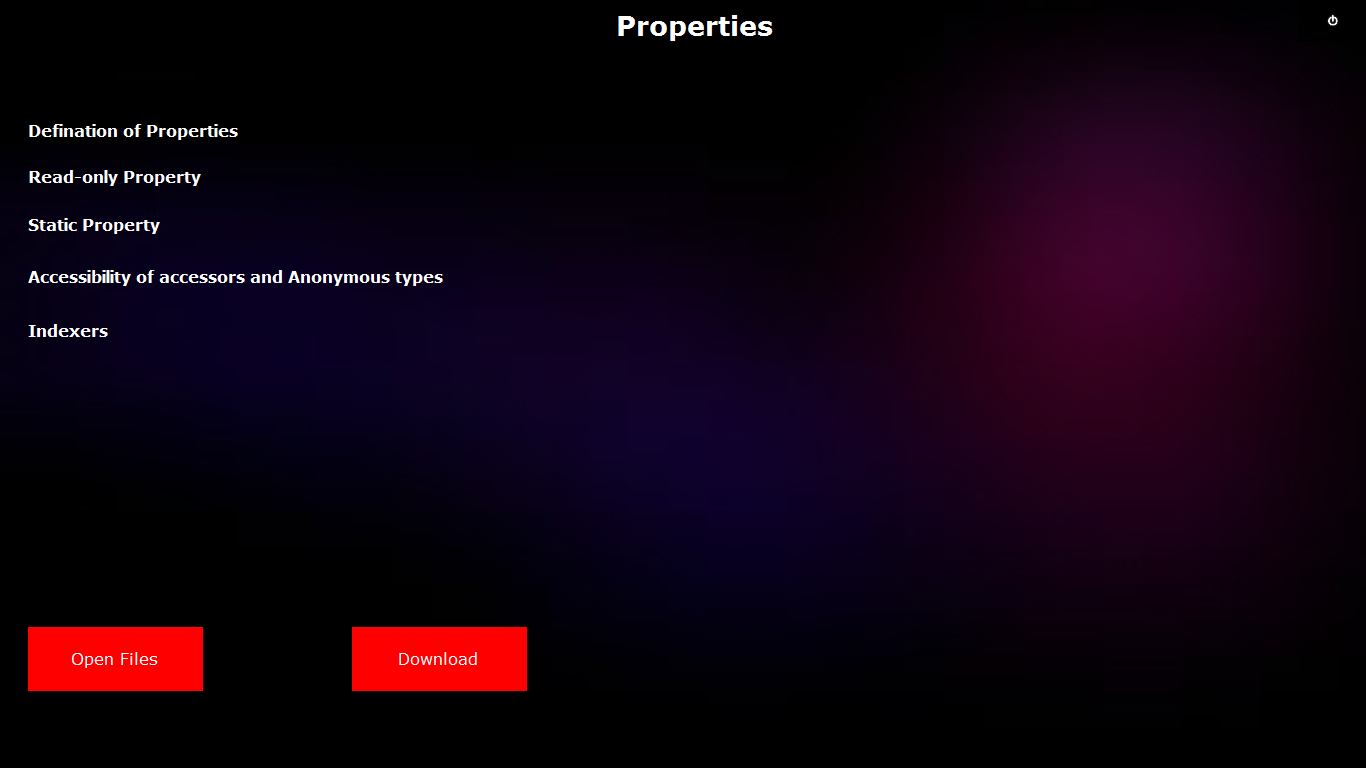 Properties
Defination of Properties
Read-only Property
Static Property
Accessibility of accessors and Anonymous types
Indexers
Open Files
Download